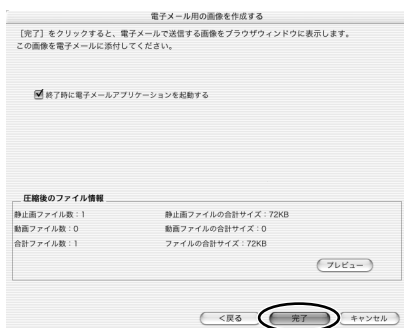 電子メール用の画像を作成する
［完了］をクリックすると、電子メールで送信する画像をブラウザウィンドウに表示します。
この画像を電子メールに添付してください。
終了時に電子メールアプリケーションを起動する
圧縮後のファイル情報
静止画ファイル数：1 静止画ファイルの合計サイズ：72KB
動画ファイル数：0 動画ファイルの合計サイズ：0
合計ファイル数：1 ファイルの合計サイズ：72KB
プレビュー
<戻る 完了 キャンセル